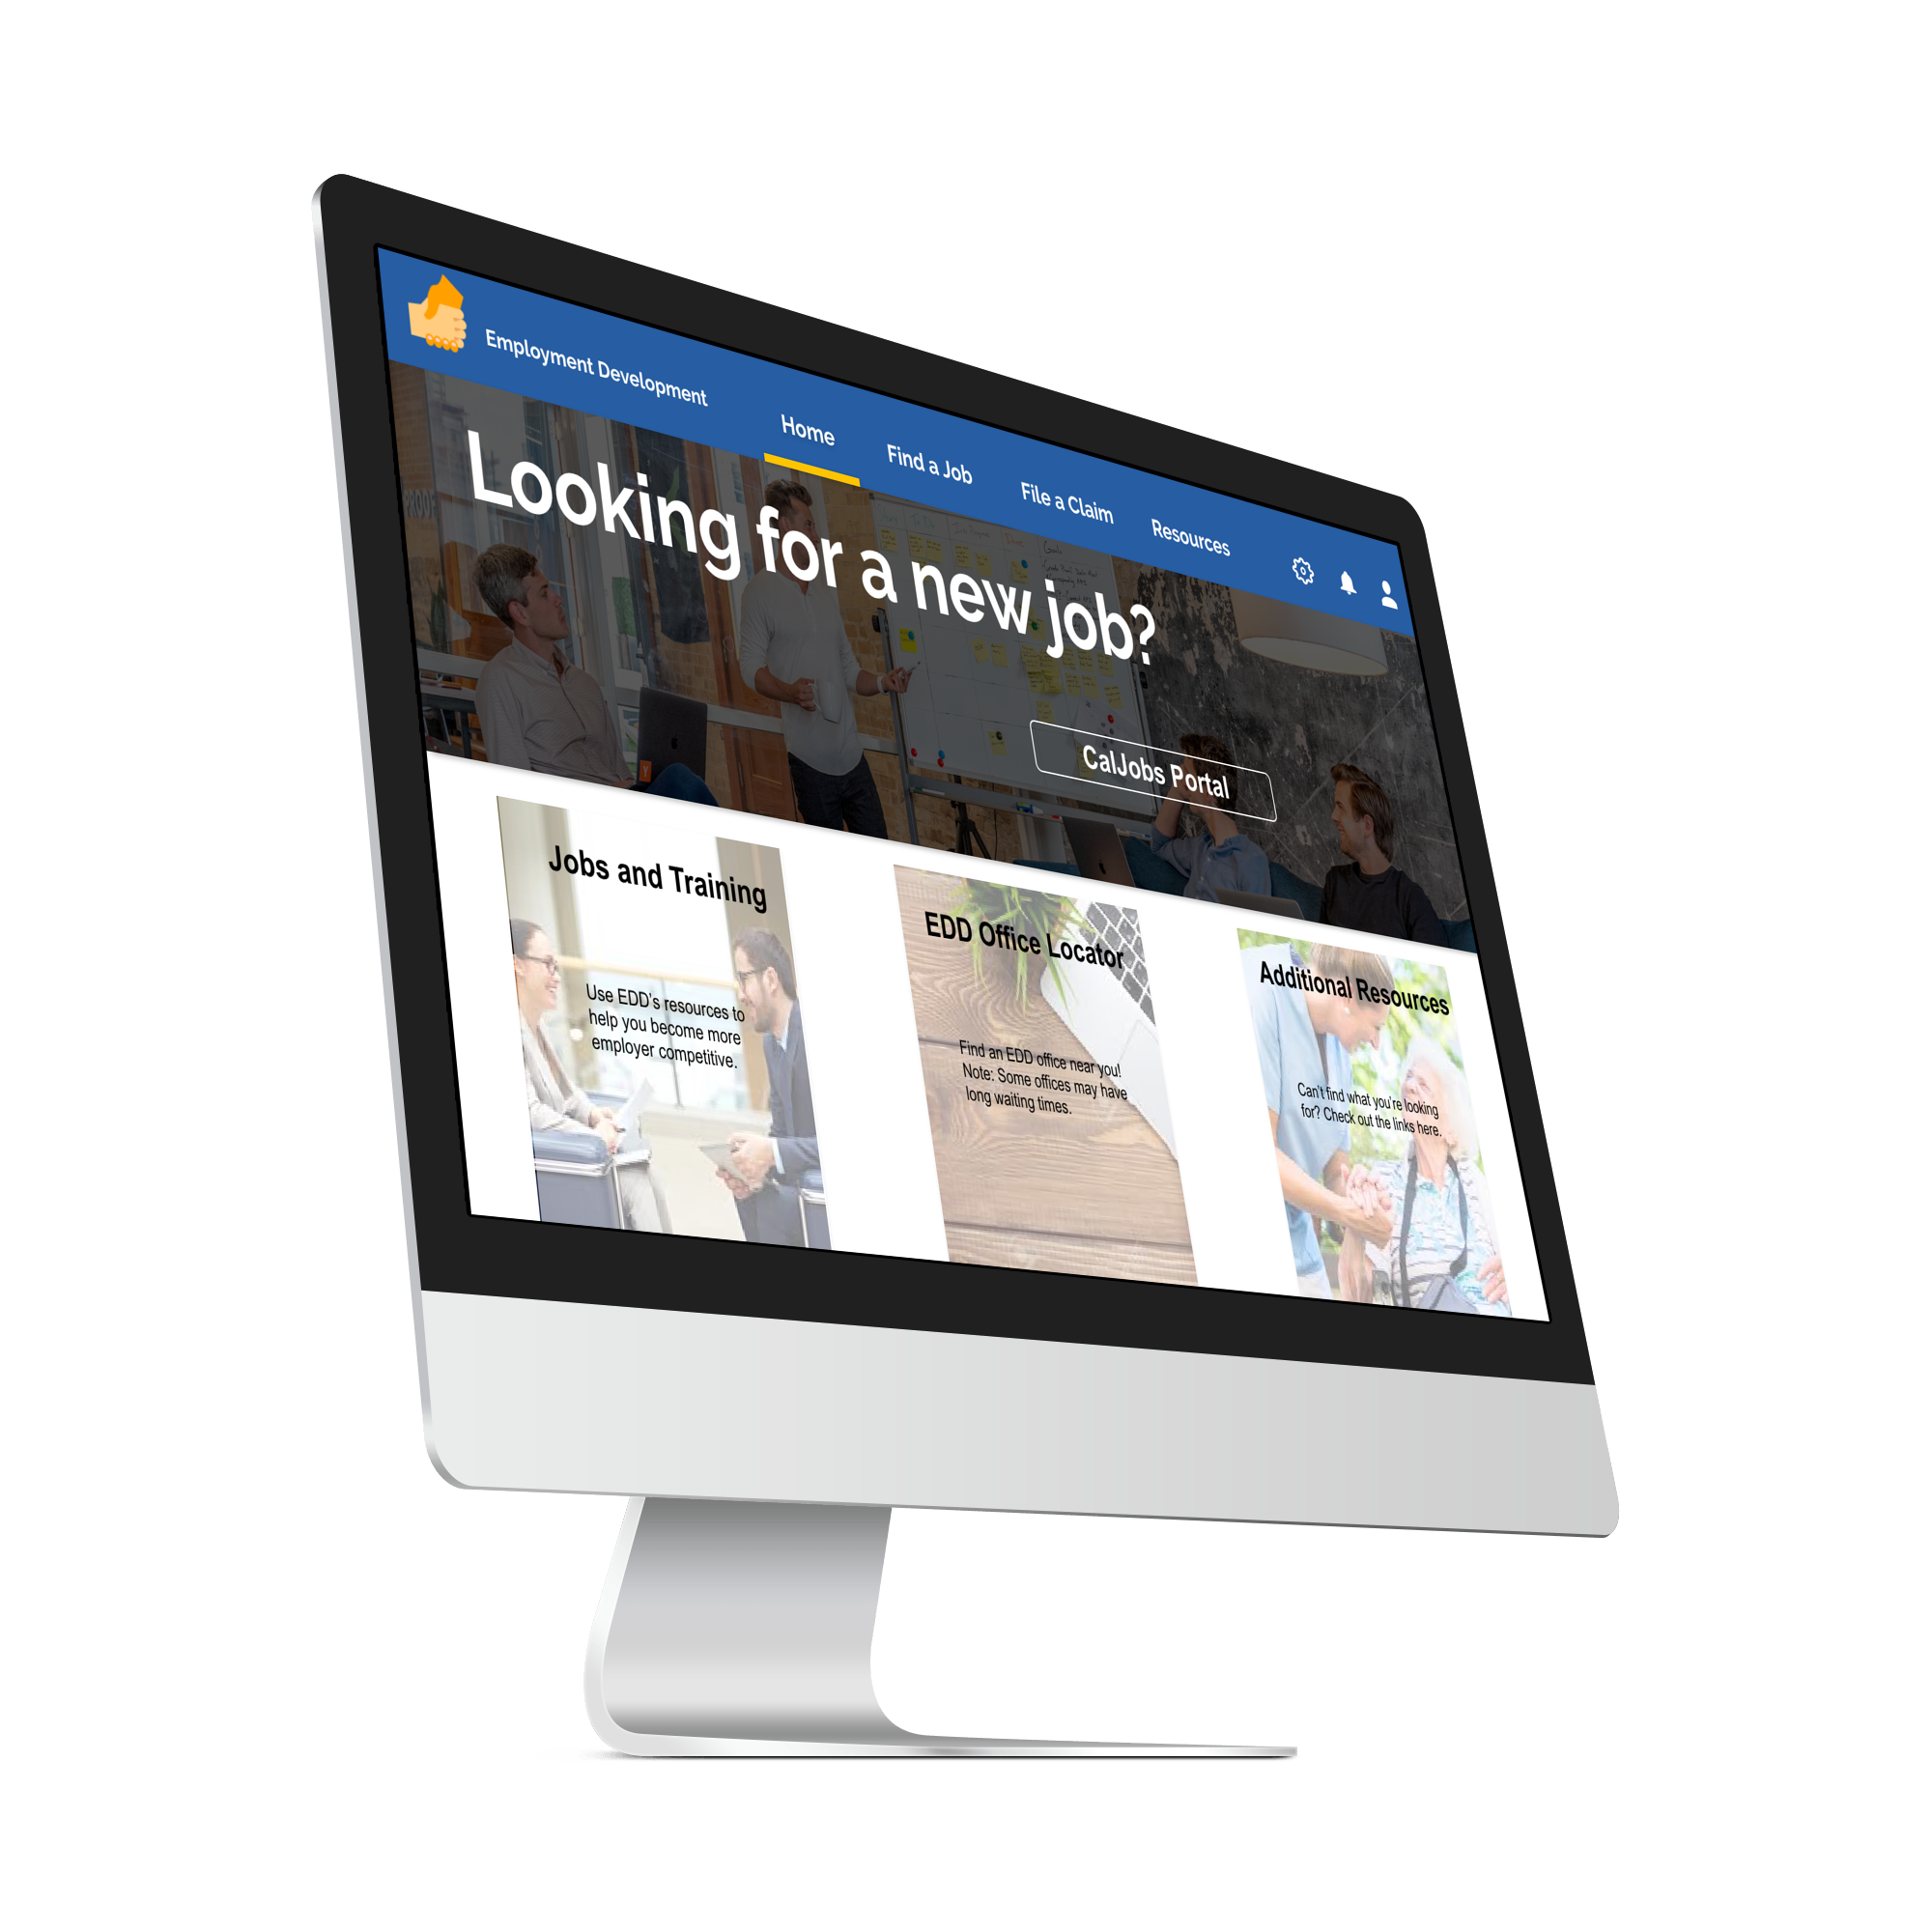 Employment Development
Home
Find a Job
File a Claim
Resources
Looking for a new job?
PROOF
Goals
CalJobs Portal
Jobs and Training
Use EDD's resources to
help you become more
employer competitive.
EDD Office Locator
Find an EDD office near you!
Note: Some offices may have
long waiting times.
Additional Resources
Can't find what you're looking
for? Check out the links here.